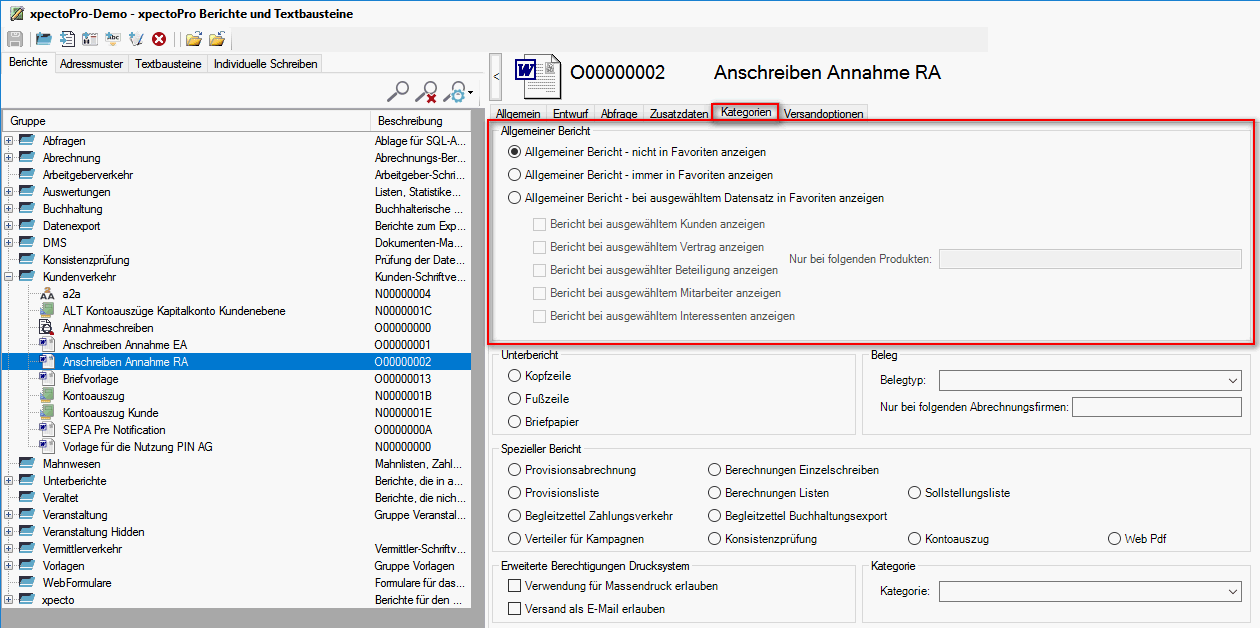 xpectoPro-Demo - xpectoPro Berichte und Textbausteine
Berichte Adressmuster Textbausteine Individuelle Schreiben
Gruppe Beschreibung
Abfragen Ablage für SQL-A...
Abrechnung Abrechnungs-Ber...
Arbeitgeberverkehr Arbeitgeber-Schri...
Auswertungen Listen, Statistike...
Buchhaltung Buchhalterische ...
Datenexport Berichte zum Exp...
DMS Dokumenten-Ma...
Konsistenzprüfung Prüfung der Date...
Kundenverkehr Kunden-Schriftve...
a2a N00000004
ALT Kontoauszüge Kapitalkonto Kundenebene N0000001C
Annahmeschreiben O00000000
Anschreiben Annahme EA O00000001
Anschreiben Annahme RA O00000002
Briefvorlage O00000013
Kontoauszug N0000001B
Kontoauszug Kunde N0000001E
SEPA Pre Notification O0000000A
Vorlage für die Nutzung PIN AG N00000000
Mahnwesen Mahnlisten, Zahl...
Unterberichte Berichte, die in a...
Veraltet Berichte, die nich...
Veranstaltung Gruppe Veranstal...
Veranstaltung Hidden
Vermittlerverkehr Vermittler-Schriftv...
Vorlagen Gruppe Vorlagen
WebFormulare Formulare für das...
xpecto Berichte für den ...
< O00000002 Anschreiben Annahme RA
Allgemein Entwurf Abfrage Zusatzdaten Kategorien Versandoptionen
Allgemeiner Bericht
Allgemeiner Bericht - nicht in Favoriten anzeigen
Allgemeiner Bericht - immer in Favoriten anzeigen
Allgemeiner Bericht - bei ausgewähltem Datensatz in Favoriten anzeigen
Bericht bei ausgewähltem Kunden anzeigen
Bericht bei ausgewähltem Vertrag anzeigen
Bericht bei ausgewählter Beteiligung anzeigen
Nur bei folgenden Produkten:
Bericht bei ausgewähltem Mitarbeiter anzeigen
Bericht bei ausgewähltem Interessenten anzeigen
Unterbericht
Kopfzeile
Fußzeile
Briefpapier
Beleg
Belegtyp:
Nur bei folgenden Abrechnungsfirmen:
Spezieller Bericht
Provisionsabrechnung Berechnungen Einzelschreiben
Provisionsliste Berechnungen Listen Sollstellungsliste
Begleitzettel Zahlungsverkehr Begleitzettel Buchhaltungsexport
Verteiler für Kampagnen Konsistenzprüfung Kontoauszug Web Pdf
Erweiterte Berechtigungen Drucksystem
Verwendung für Massendruck erlauben
Versand als E-Mail erlauben
Kategorie
Kategorie: